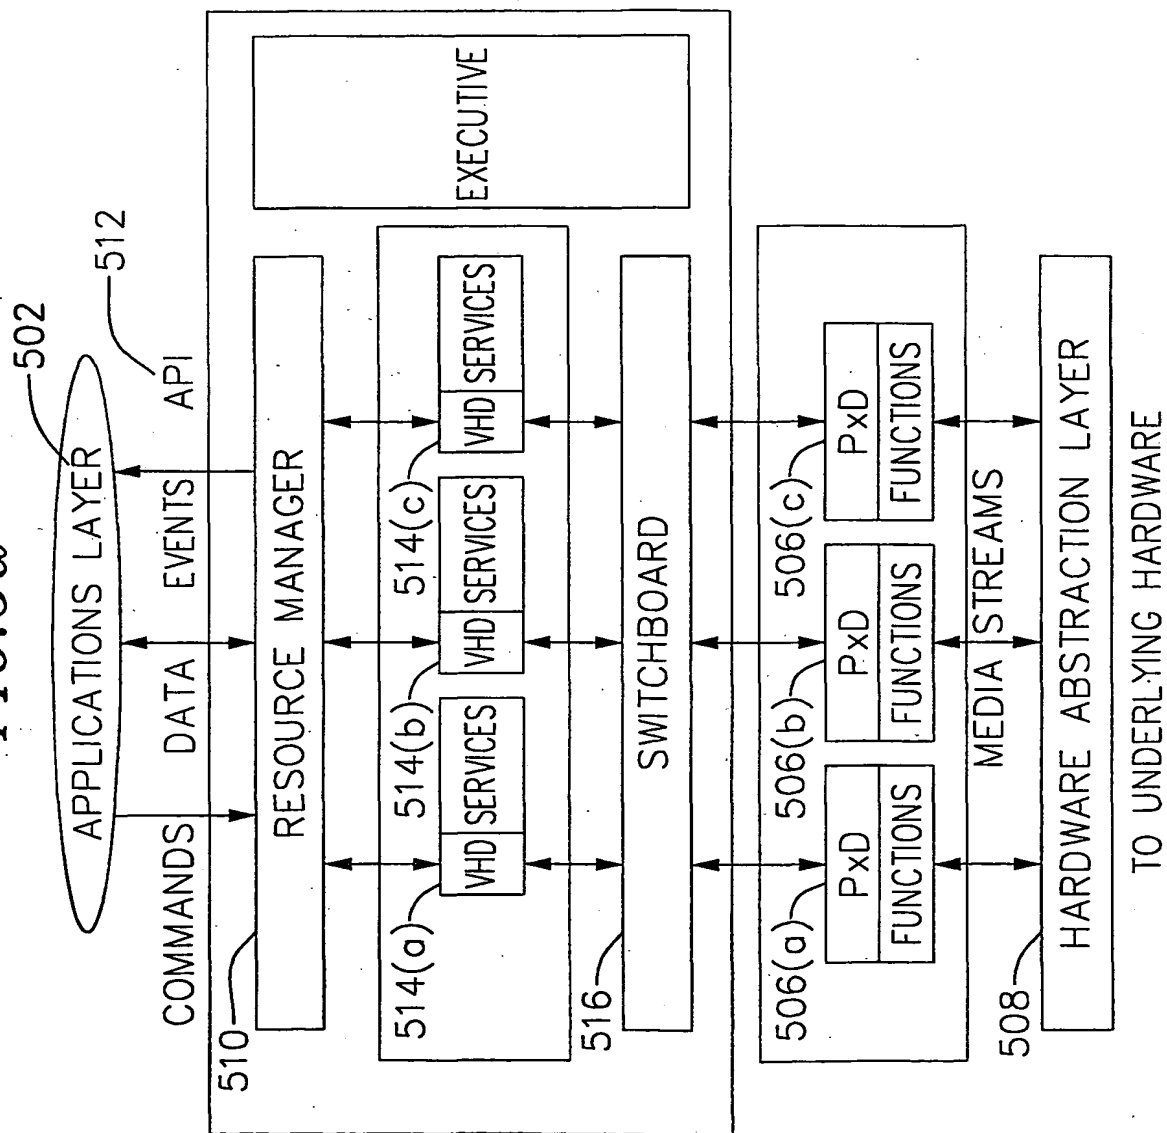 502
APPLICATIONS LAYER
512
COMMANDS
DATA
EVENTS
API
510
RESOURCE MANAGER
EXECUTIVE
514(a)
VHD
SERVICES
514(b)
VHD
SERVICES
514(c)
VHD
SERVICES
516
SWITCHBOARD
506(a)
PxD
FUNCTIONS
506(b)
PxD
FUNCTIONS
506(c)
PxD
FUNCTIONS
MEDIA STREAMS
508
HARDWARE ABSTRACTION LAYER
TO UNDERLYING HARDWARE